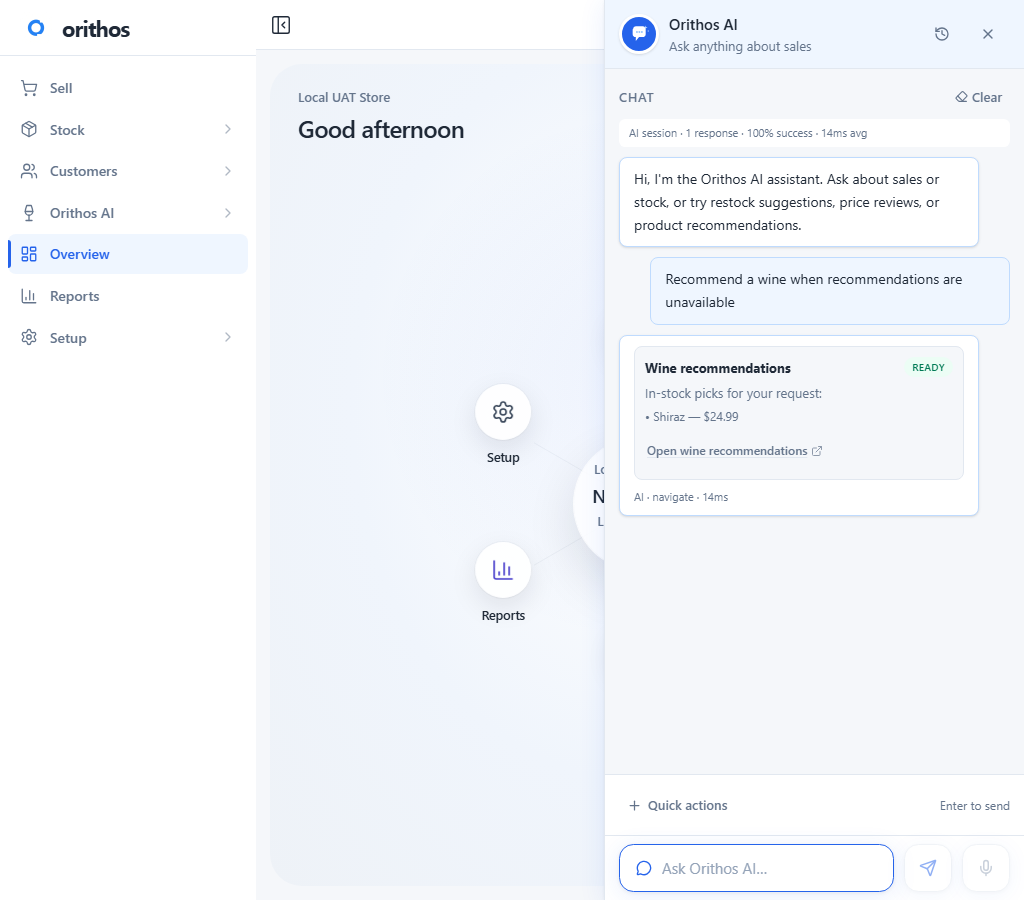 orithos
Sell
Stock
Customers
Orithos AI
Overview
Reports
Setup
Local UAT Store
Good afternoon
Setup
Reports
Lo
N
L
Orithos AI
Ask anything about sales
CHAT
Clear
AI session · 1 response · 100% success · 14ms avg
Hi, I'm the Orithos AI assistant. Ask about sales or
stock, or try restock suggestions, price reviews, or
product recommendations.
Recommend a wine when recommendations are
unavailable
Wine recommendations
READY
In-stock picks for your request:
• Shiraz — $24.99
Open wine recommendations
AI · navigate · 14ms
Quick actions
Enter to send
Ask Orithos AI...